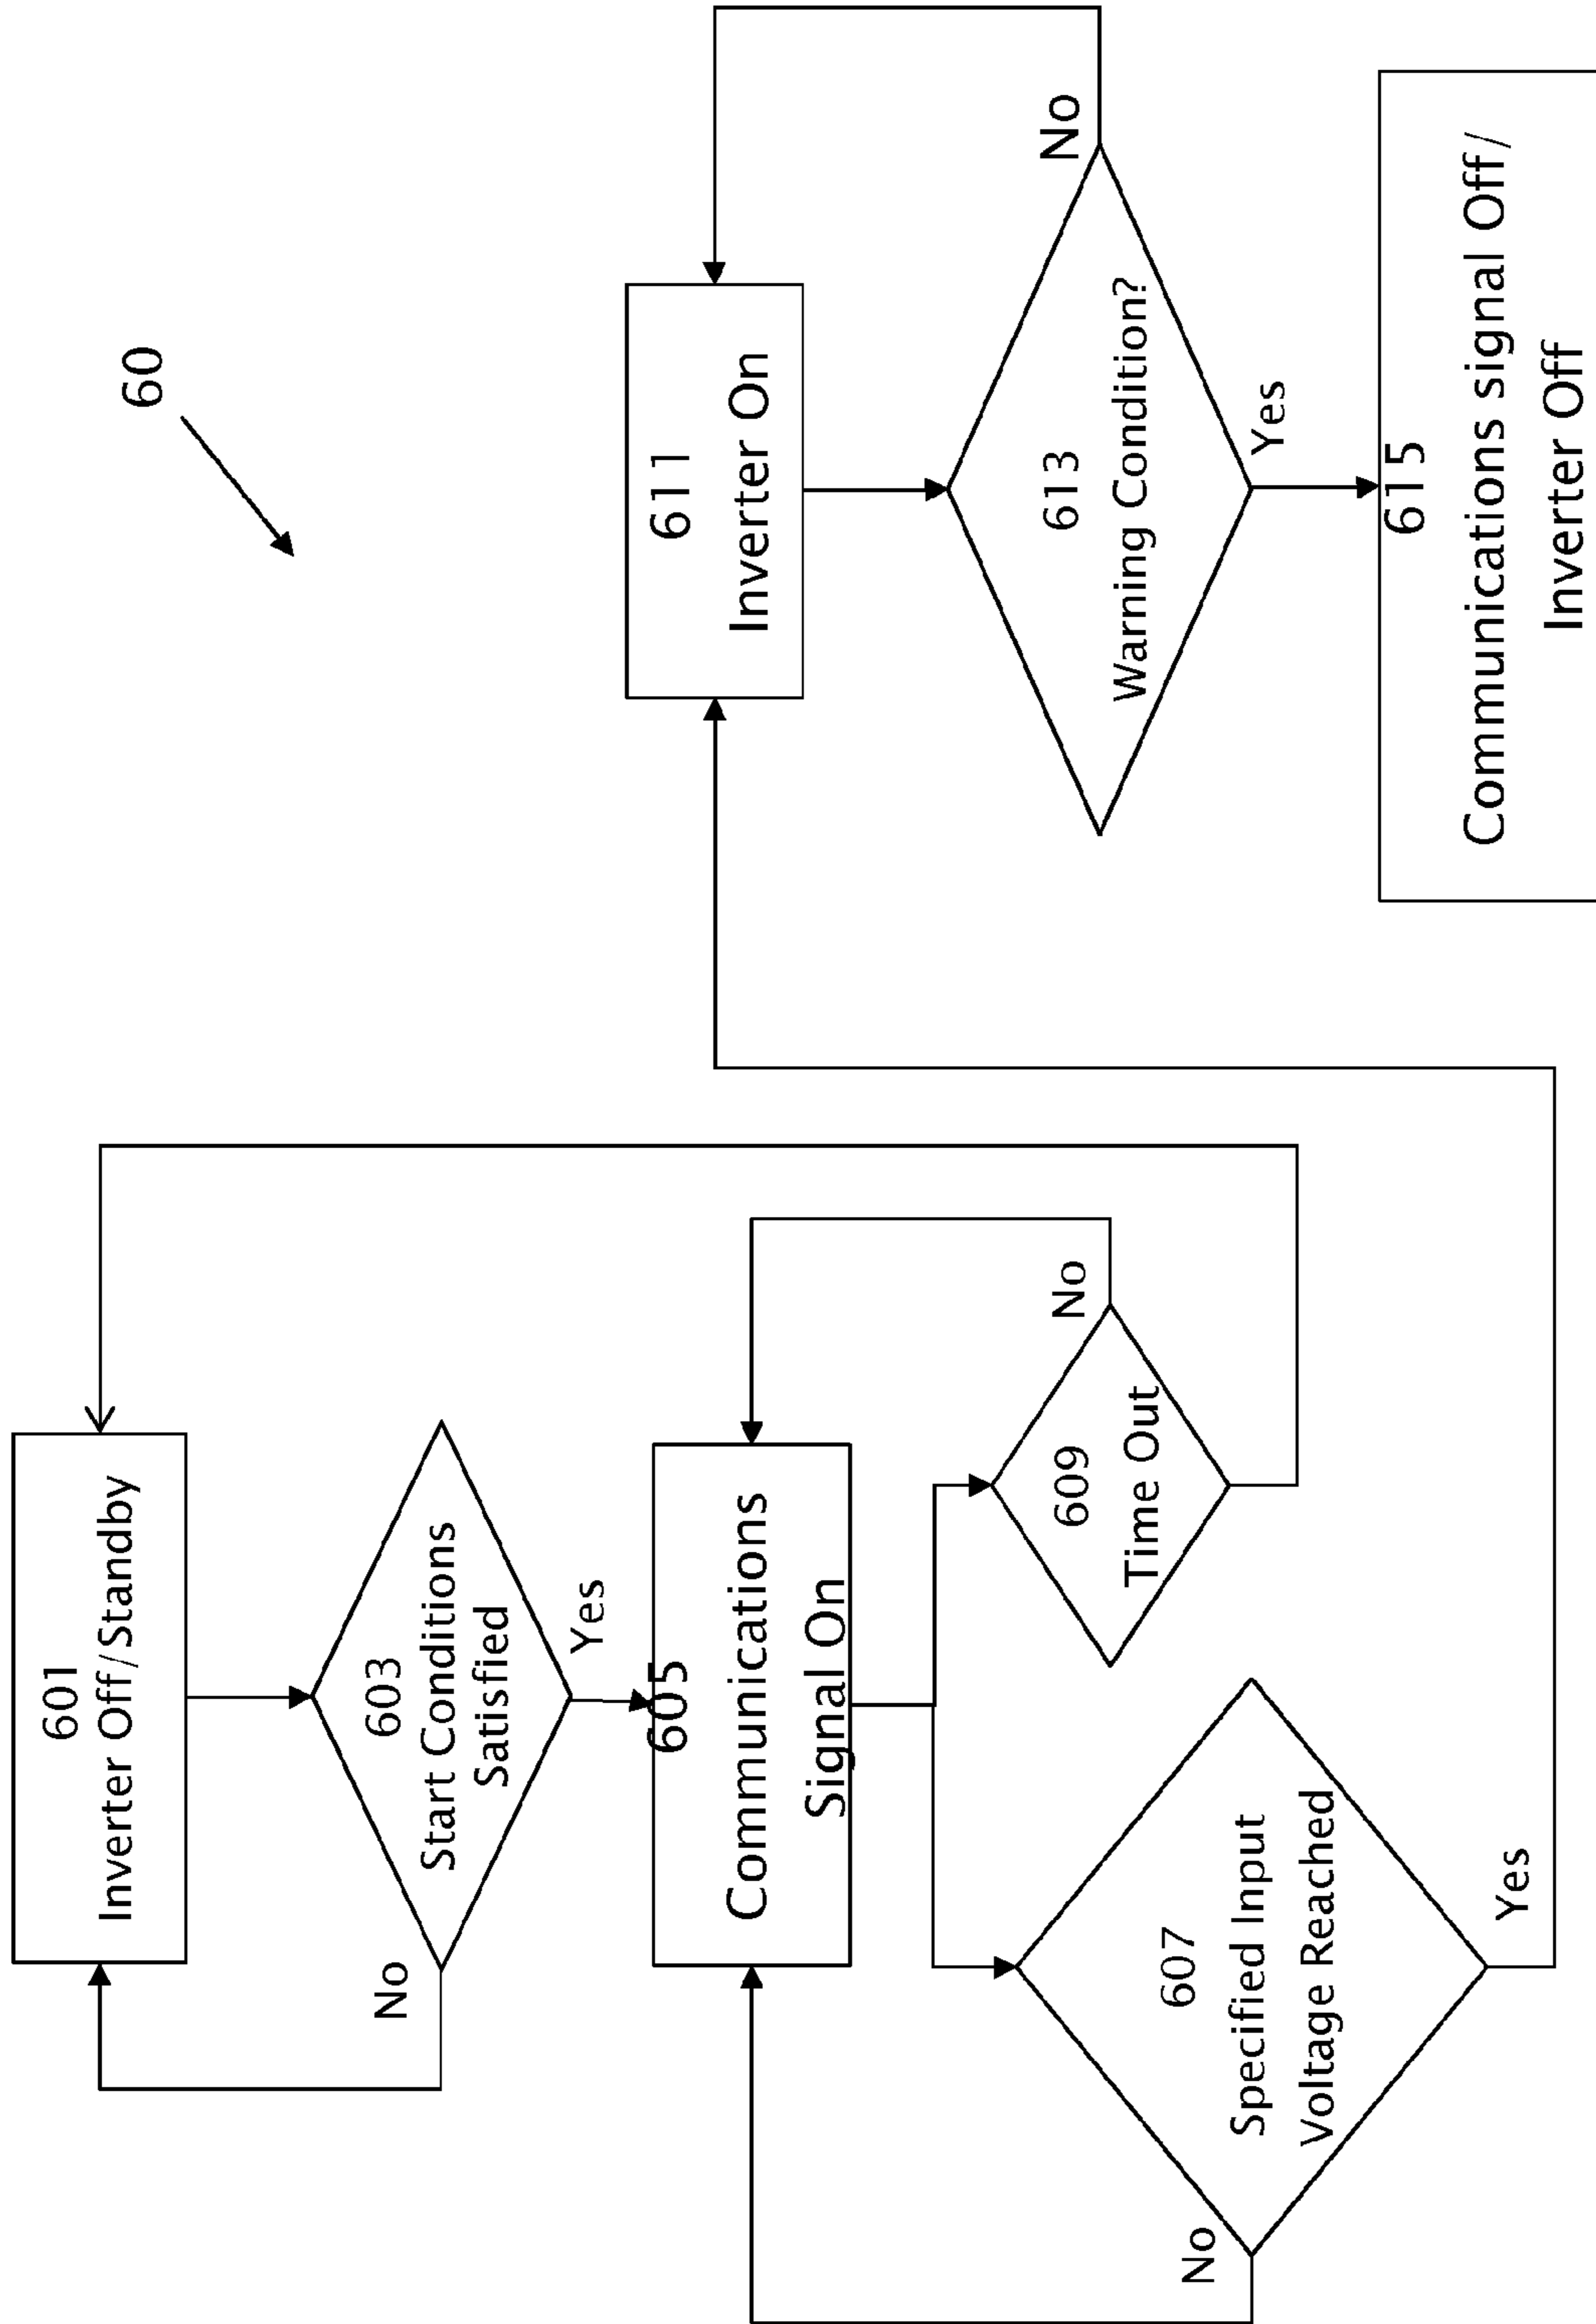 60
601
Inverter Off/Standby
603
Start Conditions
Satisfied
No
Yes
605
Communications
Signal On
607
Specified Input
Voltage Reached
No
Yes
609
Time Out
No
611
Inverter On
613
Warning Condition?
No
Yes
615
Communications signal Off/
Inverter Off